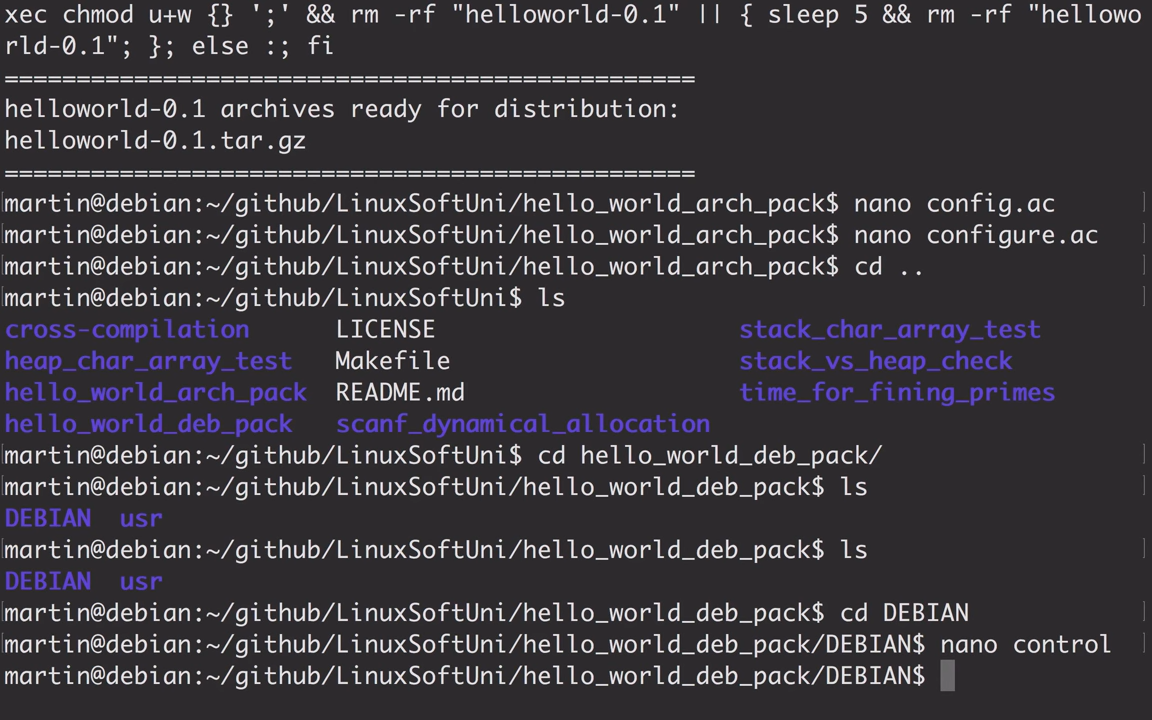 xec chmod u+w {} ';' && rm -rf "helloworld-0.1" || { sleep 5 && rm -rf "hellowo
rld-0.1"; }; else :; fi
================================================
helloworld-0.1 archives ready for distribution:
helloworld-0.1.tar.gz
================================================
[martin@debian:~/github/LinuxSoftUni/hello_world_arch_pack$ nano config.ac ]
[martin@debian:~/github/LinuxSoftUni/hello_world_arch_pack$ nano configure.ac ]
[martin@debian:~/github/LinuxSoftUni/hello_world_arch_pack$ cd .. ]
[martin@debian:~/github/LinuxSoftUni$ ls ]
cross-compilation LICENSE stack_char_array_test
heap_char_array_test Makefile stack_vs_heap_check
hello_world_arch_pack README.md time_for_fining_primes
hello_world_deb_pack scanf_dynamical_allocation
[martin@debian:~/github/LinuxSoftUni$ cd hello_world_deb_pack/ ]
[martin@debian:~/github/LinuxSoftUni/hello_world_deb_pack$ ls ]
DEBIAN usr
[martin@debian:~/github/LinuxSoftUni/hello_world_deb_pack$ ls ]
DEBIAN usr
[martin@debian:~/github/LinuxSoftUni/hello_world_deb_pack$ cd DEBIAN ]
[martin@debian:~/github/LinuxSoftUni/hello_world_deb_pack/DEBIAN$ nano control ]
martin@debian:~/github/LinuxSoftUni/hello_world_deb_pack/DEBIAN$